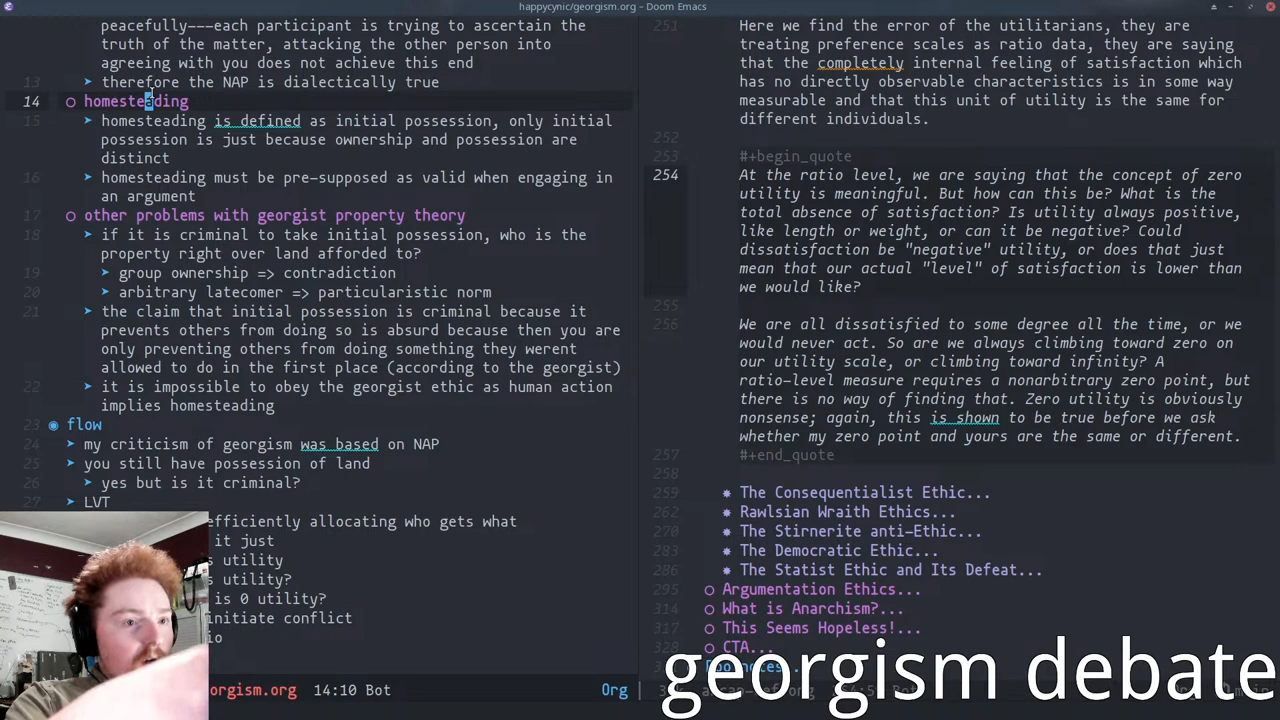 happycynic/georgism.org – Doom Emacs
peacefully---each participant is trying to ascertain the
truth of the matter, attacking the other person into
agreeing with you does not achieve this end
13 ➤ therefore the NAP is dialectically true
14 ○ homesteading
15 ➤ homesteading is defined as initial possession, only initial
possession is just because ownership and possession are
distinct
16 ➤ homesteading must be pre-supposed as valid when engaging in
an argument
17 ○ other problems with georgist property theory
18 ➤ if it is criminal to take initial possession, who is the
property right over land afforded to?
19 ➤ group ownership => contradiction
20 ➤ arbitrary latecomer => particularistic norm
21 ➤ the claim that initial possession is criminal because it
prevents others from doing so is absurd because then you are
only preventing others from doing something they werent
allowed to do in the first place (according to the georgist)
22 ➤ it is impossible to obey the georgist ethic as human action
implies homesteading
23 ◉ flow
24 ➤ my criticism of georgism was based on NAP
25 ➤ you still have possession of land
26 ➤ yes but is it criminal?
27 ➤ LVT
efficiently allocating who gets what
it just
s utility
s utility?
is 0 utility?
initiate conflict
io
orgism.org 14:10 Bot Org
251 Here we find the error of the utilitarians, they are
treating preference scales as ratio data, they are saying
that the completely internal feeling of satisfaction which
has no directly observable characteristics is in some way
measurable and that this unit of utility is the same for
different individuals.
252
253 #+begin_quote
254 At the ratio level, we are saying that the concept of zero
utility is meaningful. But how can this be? What is the
total absence of satisfaction? Is utility always positive,
like length or weight, or can it be negative? Could
dissatisfaction be "negative" utility, or does that just
mean that our actual "level" of satisfaction is lower than
we would like?
255
256 We are all dissatisfied to some degree all the time, or we
would never act. So are we always climbing toward zero on
our utility scale, or climbing toward infinity? A
ratio-level measure requires a nonarbitrary zero point, but
there is no way of finding that. Zero utility is obviously
nonsense; again, this is shown to be true before we ask
whether my zero point and yours are the same or different.
257 #+end_quote
258
259 ✸ The Consequentialist Ethic...
262 ✸ Rawlsian Wraith Ethics...
270 ✸ The Stirnerite anti-Ethic...
283 ✸ The Democratic Ethic...
286 ✸ The Statist Ethic and Its Defeat...
295 ○ Argumentation Ethics...
314 ○ What is Anarchism?...
317 ○ This Seems Hopeless!...
328 ○ CTA...
georgism debate